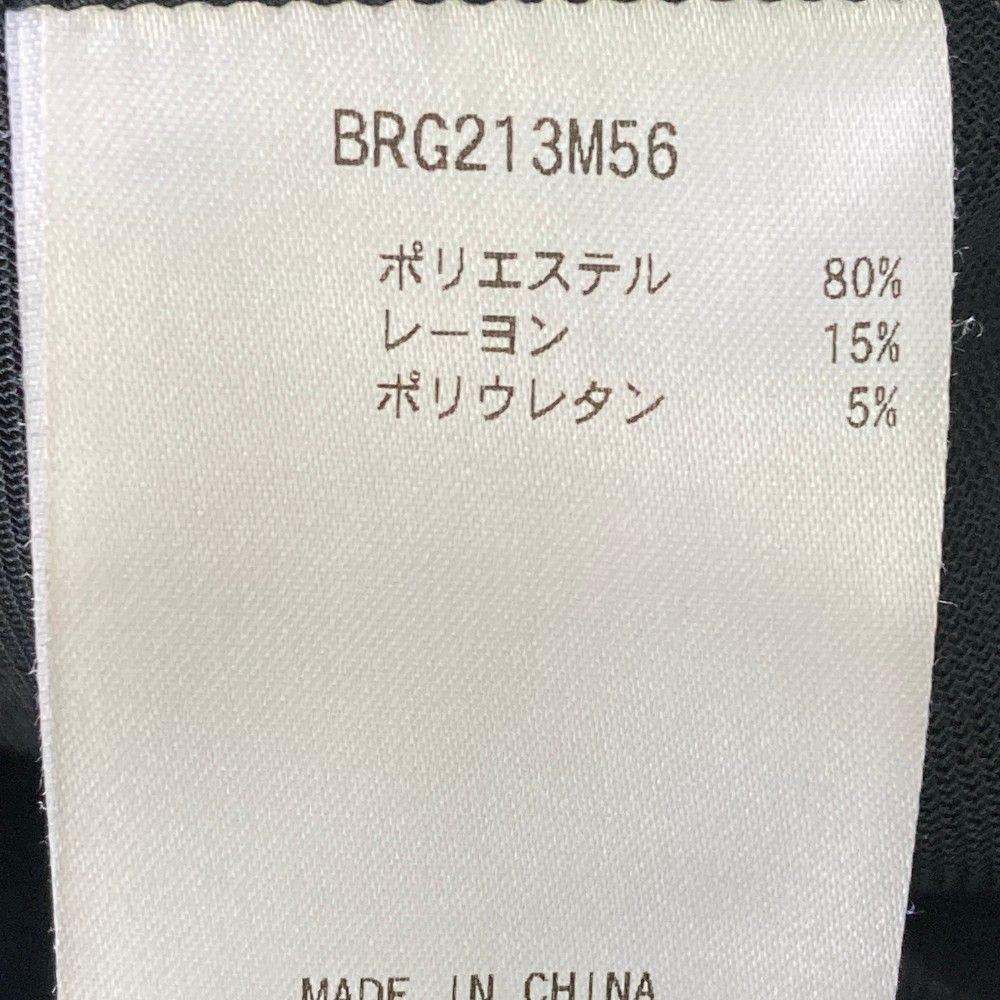 BRG213M56
ポリエステル 80%
レーヨン 15%
ポリウレタン 5%
MADE IN CHINA